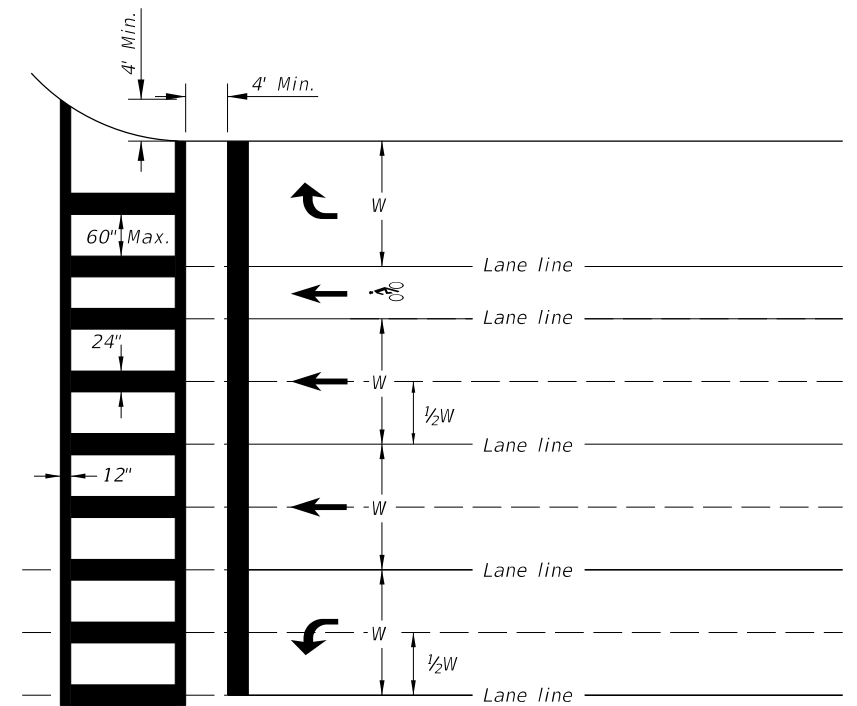 4' Min.
4' Min.
W
60" Max.
Lane line
Lane line
24"
W
½W
Lane line
12"
W
Lane line
W
½W
Lane line